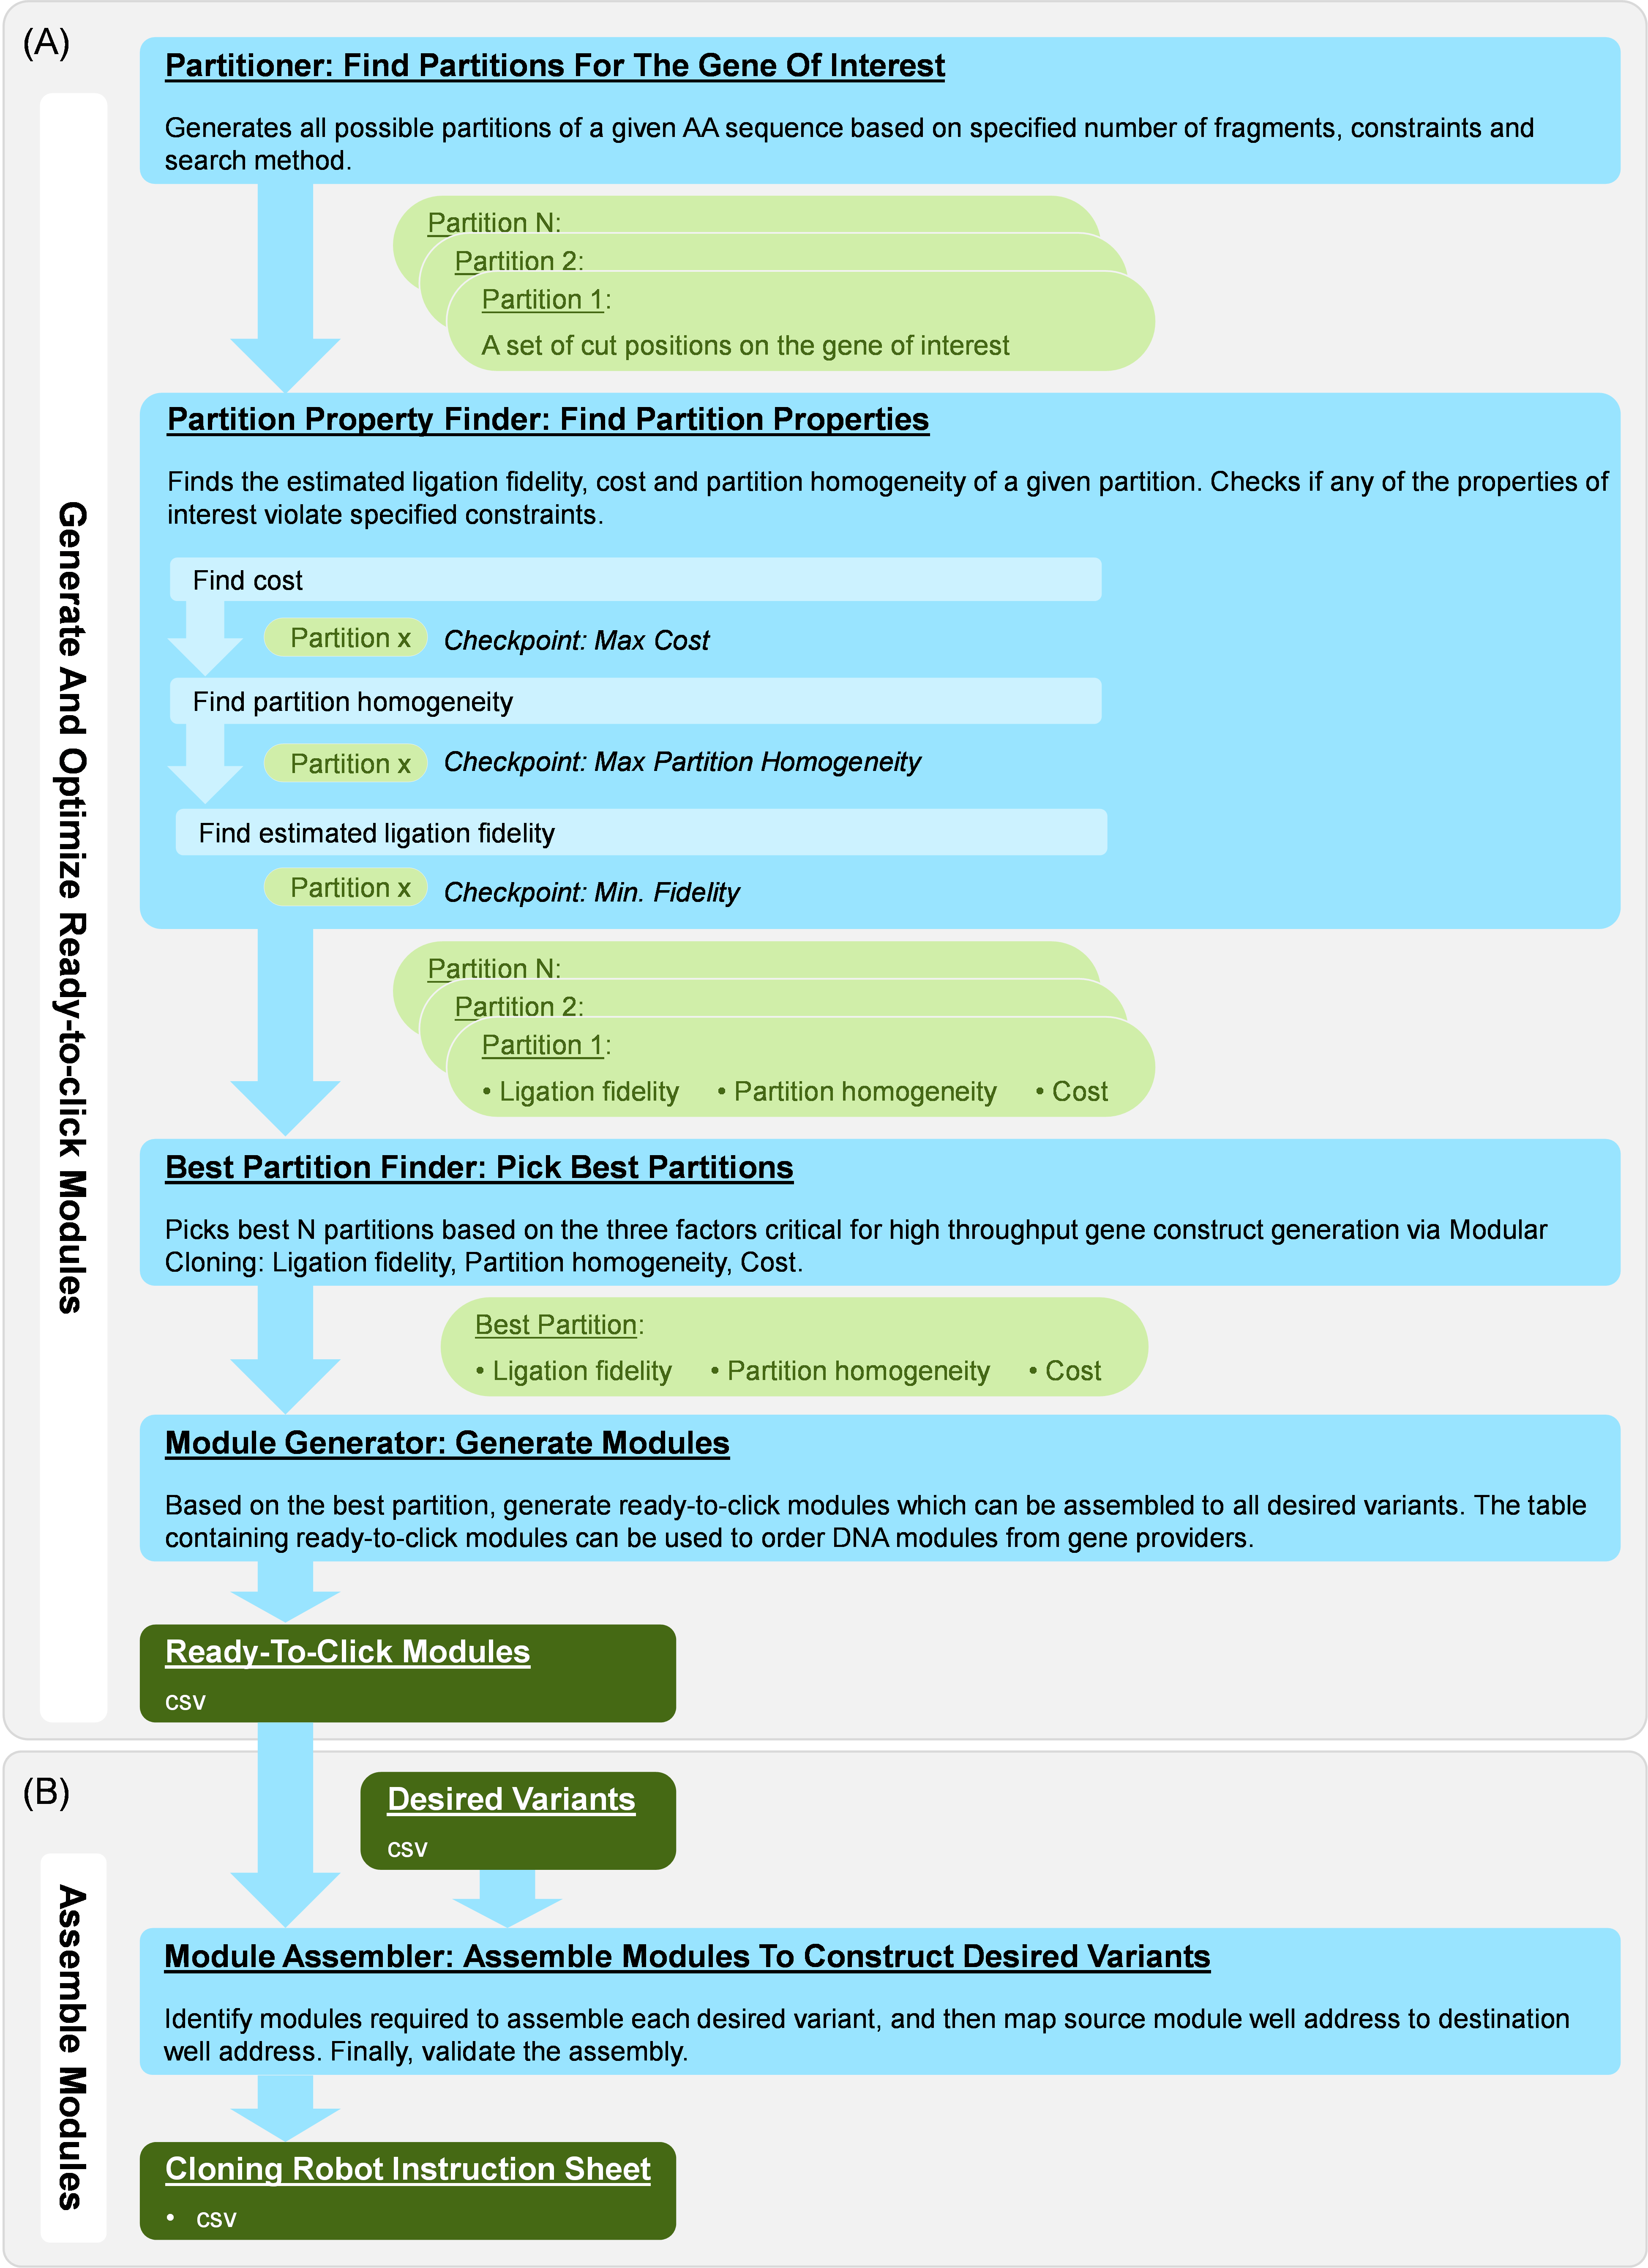 (A)
Generate And Optimize Ready-to-click Modules
Partitioner: Find Partitions For The Gene Of Interest
Generates all possible partitions of a given AA sequence based on specified number of fragments, constraints and
search method.
Partition N:
Partition 2:
Partition 1:
A set of cut positions on the gene of interest
Partition Property Finder: Find Partition Properties
Finds the estimated ligation fidelity, cost and partition homogeneity of a given partition. Checks if any of the properties of
interest violate specified constraints.
Find cost
Partition x Checkpoint: Max Cost
Find partition homogeneity
Partition x Checkpoint: Max Partition Homogeneity
Find estimated ligation fidelity
Partition x Checkpoint: Min. Fidelity
Partition N:
Partition 2:
Partition 1:
• Ligation fidelity • Partition homogeneity • Cost
Best Partition Finder: Pick Best Partitions
Picks best N partitions based on the three factors critical for high throughput gene construct generation via Modular
Cloning: Ligation fidelity, Partition homogeneity, Cost.
Best Partition:
• Ligation fidelity • Partition homogeneity • Cost
Module Generator: Generate Modules
Based on the best partition, generate ready-to-click modules which can be assembled to all desired variants. The table
containing ready-to-click modules can be used to order DNA modules from gene providers.
Ready-To-Click Modules
csv
(B)
Assemble Modules
Desired Variants
csv
Module Assembler: Assemble Modules To Construct Desired Variants
Identify modules required to assemble each desired variant, and then map source module well address to destination
well address. Finally, validate the assembly.
Cloning Robot Instruction Sheet
• csv